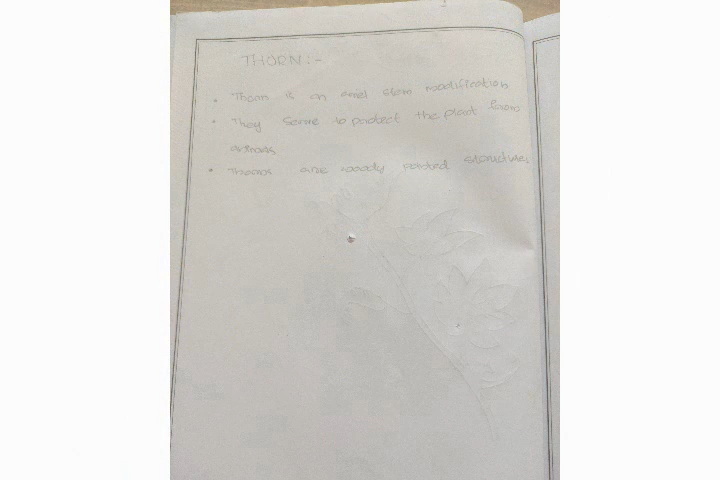 THORN :-
• Thorn is an arial stem modification
• They serve to protect the plant from
animals
• Thorns are woody pointed structures